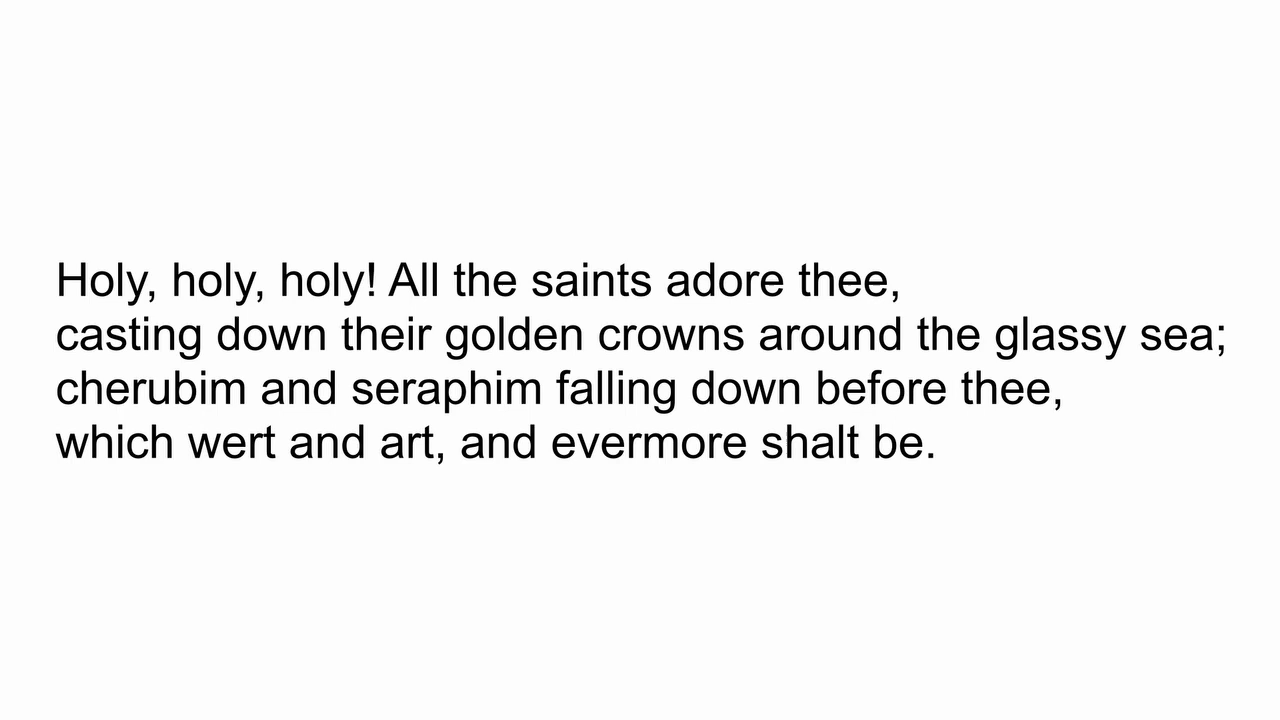 Holy, holy, holy! All the saints adore thee,
casting down their golden crowns around the glassy sea;
cherubim and seraphim falling down before thee,
which wert and art, and evermore shalt be.